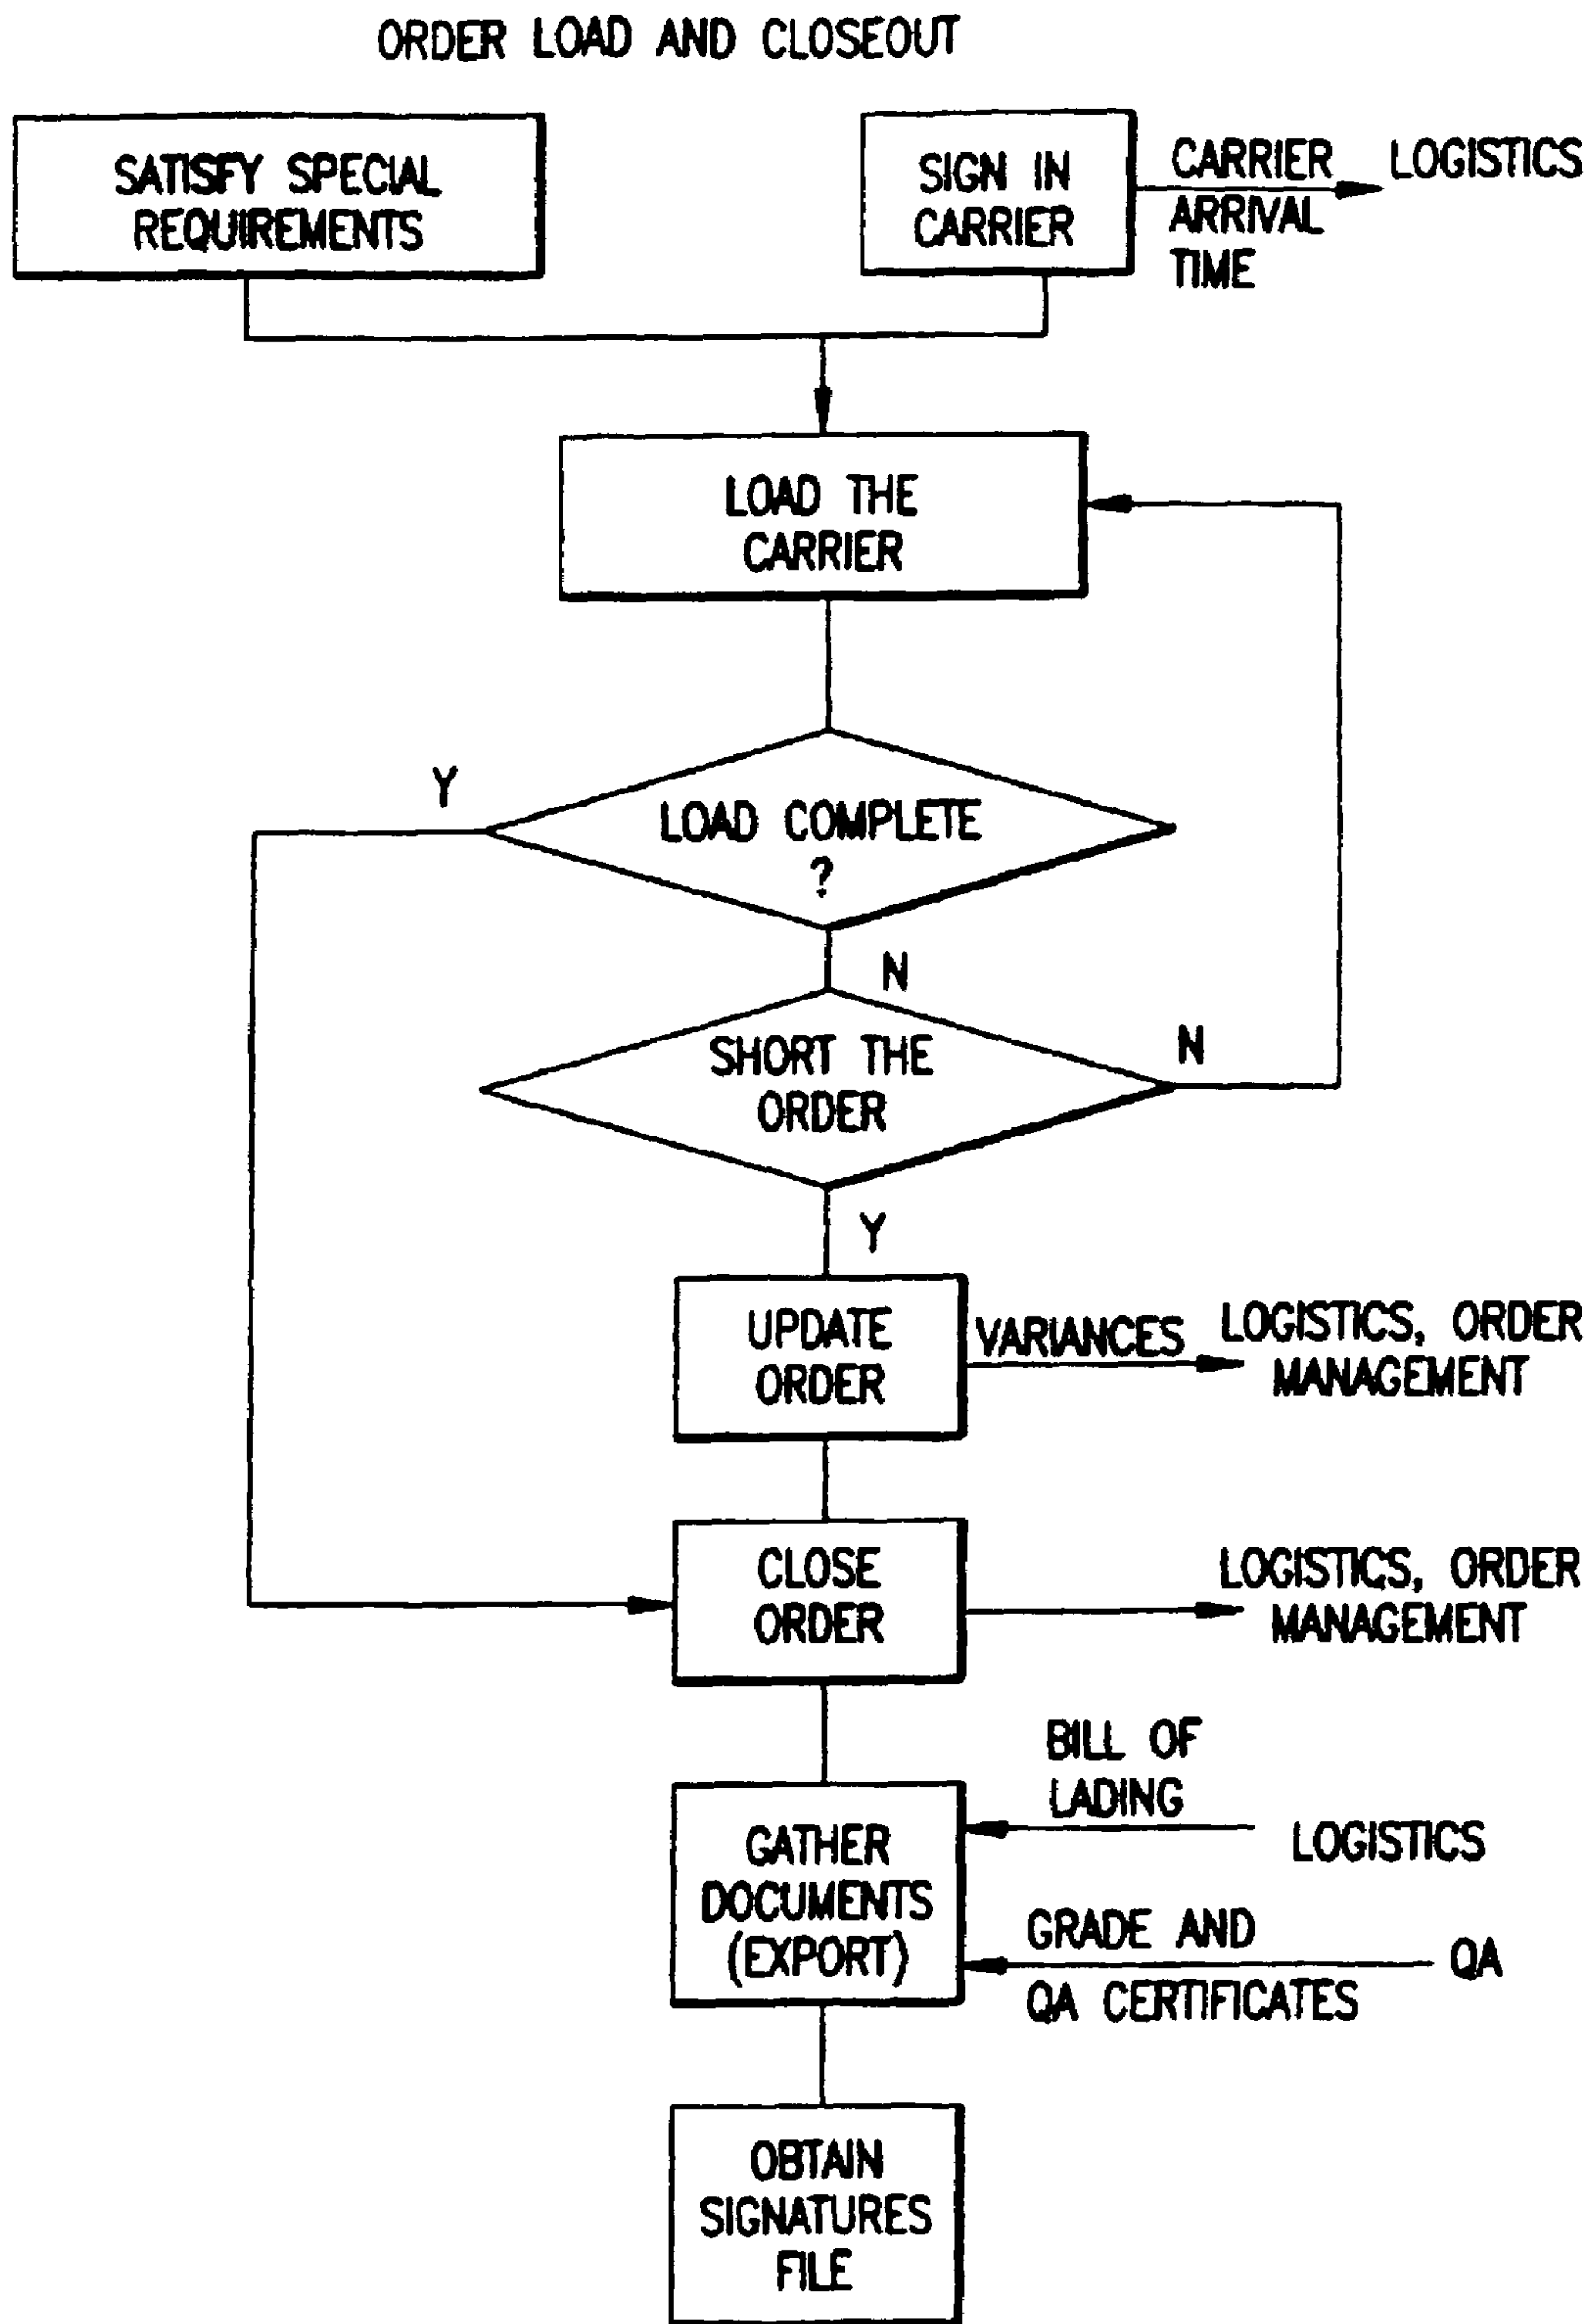 ORDER LOAD AND CLOSEOUT
SATISFY SPECIAL
REQUIREMENTS
SIGN IN
CARRIER
CARRIER
ARRIVAL
TIME
LOGISTICS
LOAD THE
CARRIER
Y
LOAD COMPLETE
?
N
SHORT THE
ORDER
N
Y
UPDATE
ORDER
VARIANCES
LOGISTICS, ORDER
MANAGEMENT
CLOSE
ORDER
LOGISTICS, ORDER
MANAGEMENT
BILL OF
LADING
LOGISTICS
GATHER
DOCUMENTS
(EXPORT)
GRADE AND
QA CERTIFICATES
QA
OBTAIN
SIGNATURES
FILE